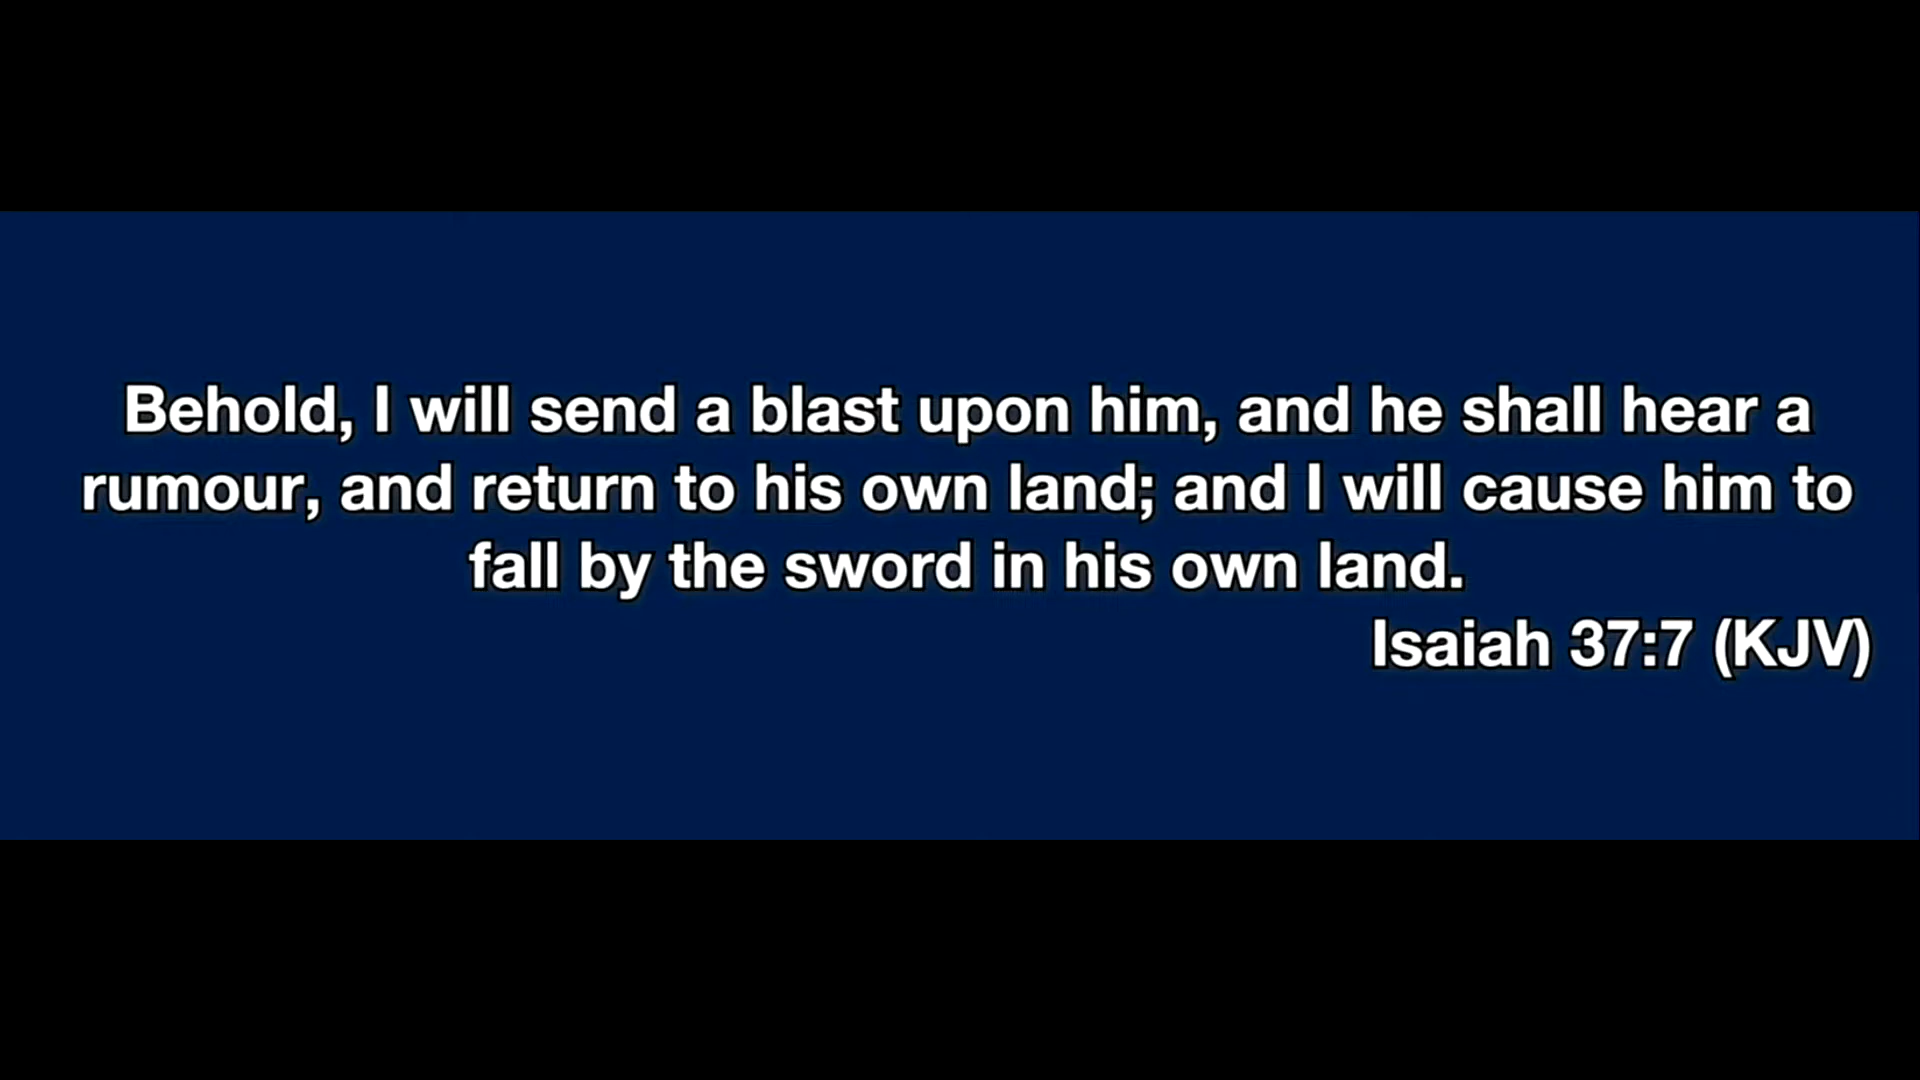 Behold, I will send a blast upon him, and he shall hear a
rumour, and return to his own land; and I will cause him to
fall by the sword in his own land.
Isaiah 37:7 (KJV)